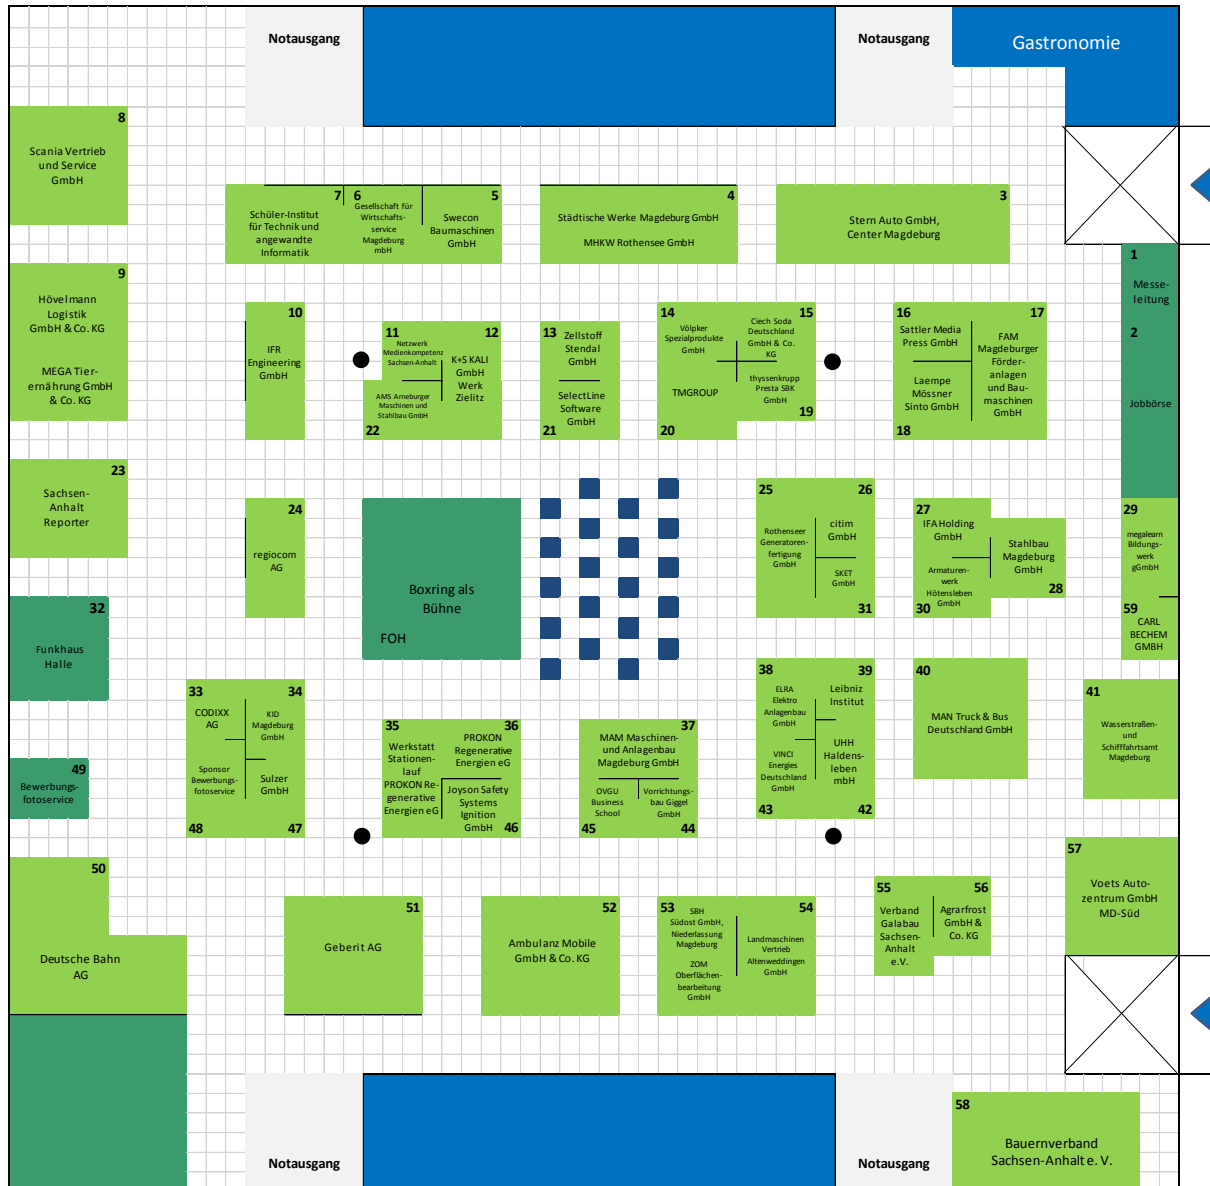 Notausgang
Notausgang
Gastronomie
8
Scania Vertrieb
und Service
GmbH
7
Schüler-Institut
für Technik und
angewandte
Informatik
6
Gesellschaft für
Wirtschafts-
service
Magdeburg
mbH
5
Swecon
Baumaschinen
GmbH
4
Städtische Werke Magdeburg GmbH
MHKW Rothensee GmbH
3
Stern Auto GmbH,
Center Magdeburg
1
Messe-
leitung
2
Jobbörse
9
Hövelmann
Logistik
GmbH & Co. KG
MEGA Tier-
ernährung GmbH
& Co. KG
10
IFR
Engineering
GmbH
11
Netzwerk
Medienkompetenz
Sachsen-Anhalt
12
K+S KALI
GmbH
Werk
Zielitz
AMS Arneburger
Maschinen und
Stahlbau GmbH
22
13
Zellstoff
Stendal
GmbH
SelectLine
Software
GmbH
21
14
Völpker
Spezialprodukte
GmbH
15
Ciech Soda
Deutschland
GmbH & Co.
KG
TMGROUP
20
thyssenkrupp
Presta SBK
GmbH
19
16
Sattler Media
Press GmbH
17
FAM
Magdeburger
Förder-
anlagen
und Bau-
maschinen
GmbH
Laempe
Mössner
Sinto GmbH
18
23
Sachsen-
Anhalt
Reporter
24
regiocom
AG
Boxring als
Bühne
FOH
25
Rothenseer
Generatoren-
fertigung
GmbH
26
citim
GmbH
SKET
GmbH
31
27
IFA Holding
GmbH
Stahlbau
Magdeburg
GmbH
28
Armaturen-
werk
Hötensleben
GmbH
30
29
megalearn
Bildungs-
werk
gGmbH
59
CARL
BECHEM
GMBH
32
Funkhaus
Halle
33
CODIXX
AG
34
KID
Magdeburg
GmbH
Sponsor
Bewerbungs-
fotoservice
48
Sulzer
GmbH
47
35
Werkstatt
Stationen-
lauf
PROKON Re-
generative
Energien eG
36
PROKON
Regenerative
Energien eG
Joyson Safety
Systems
Ignition
GmbH
46
37
MAM Maschinen-
und Anlagenbau
Magdeburg GmbH
OVGU
Business
School
45
Vorrichtungs-
bau Giggel
GmbH
44
38
ELRA
Elektro
Anlagenbau
GmbH
39
Leibniz
Institut
VINCI
Energies
Deutschland
GmbH
43
UHH
Haldens-
leben
mbH
42
40
MAN Truck & Bus
Deutschland GmbH
41
Wasserstraßen-
und
Schifffahrtsamt
Magdeburg
49
Bewerbungs-
fotoservice
50
Deutsche Bahn
AG
51
Geberit AG
52
Ambulanz Mobile
GmbH & Co. KG
53
SBH
Südost GmbH,
Niederlassung
Magdeburg
ZOM
Oberflächen-
bearbeitung
GmbH
54
Landmaschinen
Vertrieb
Altenweddingen
GmbH
55
Verband
Galabau
Sachsen-
Anhalt
e.V.
56
Agrarfrost
GmbH &
Co. KG
57
Voets Auto-
zentrum GmbH
MD-Süd
58
Bauernverband
Sachsen-Anhalt e. V.
Notausgang
Notausgang